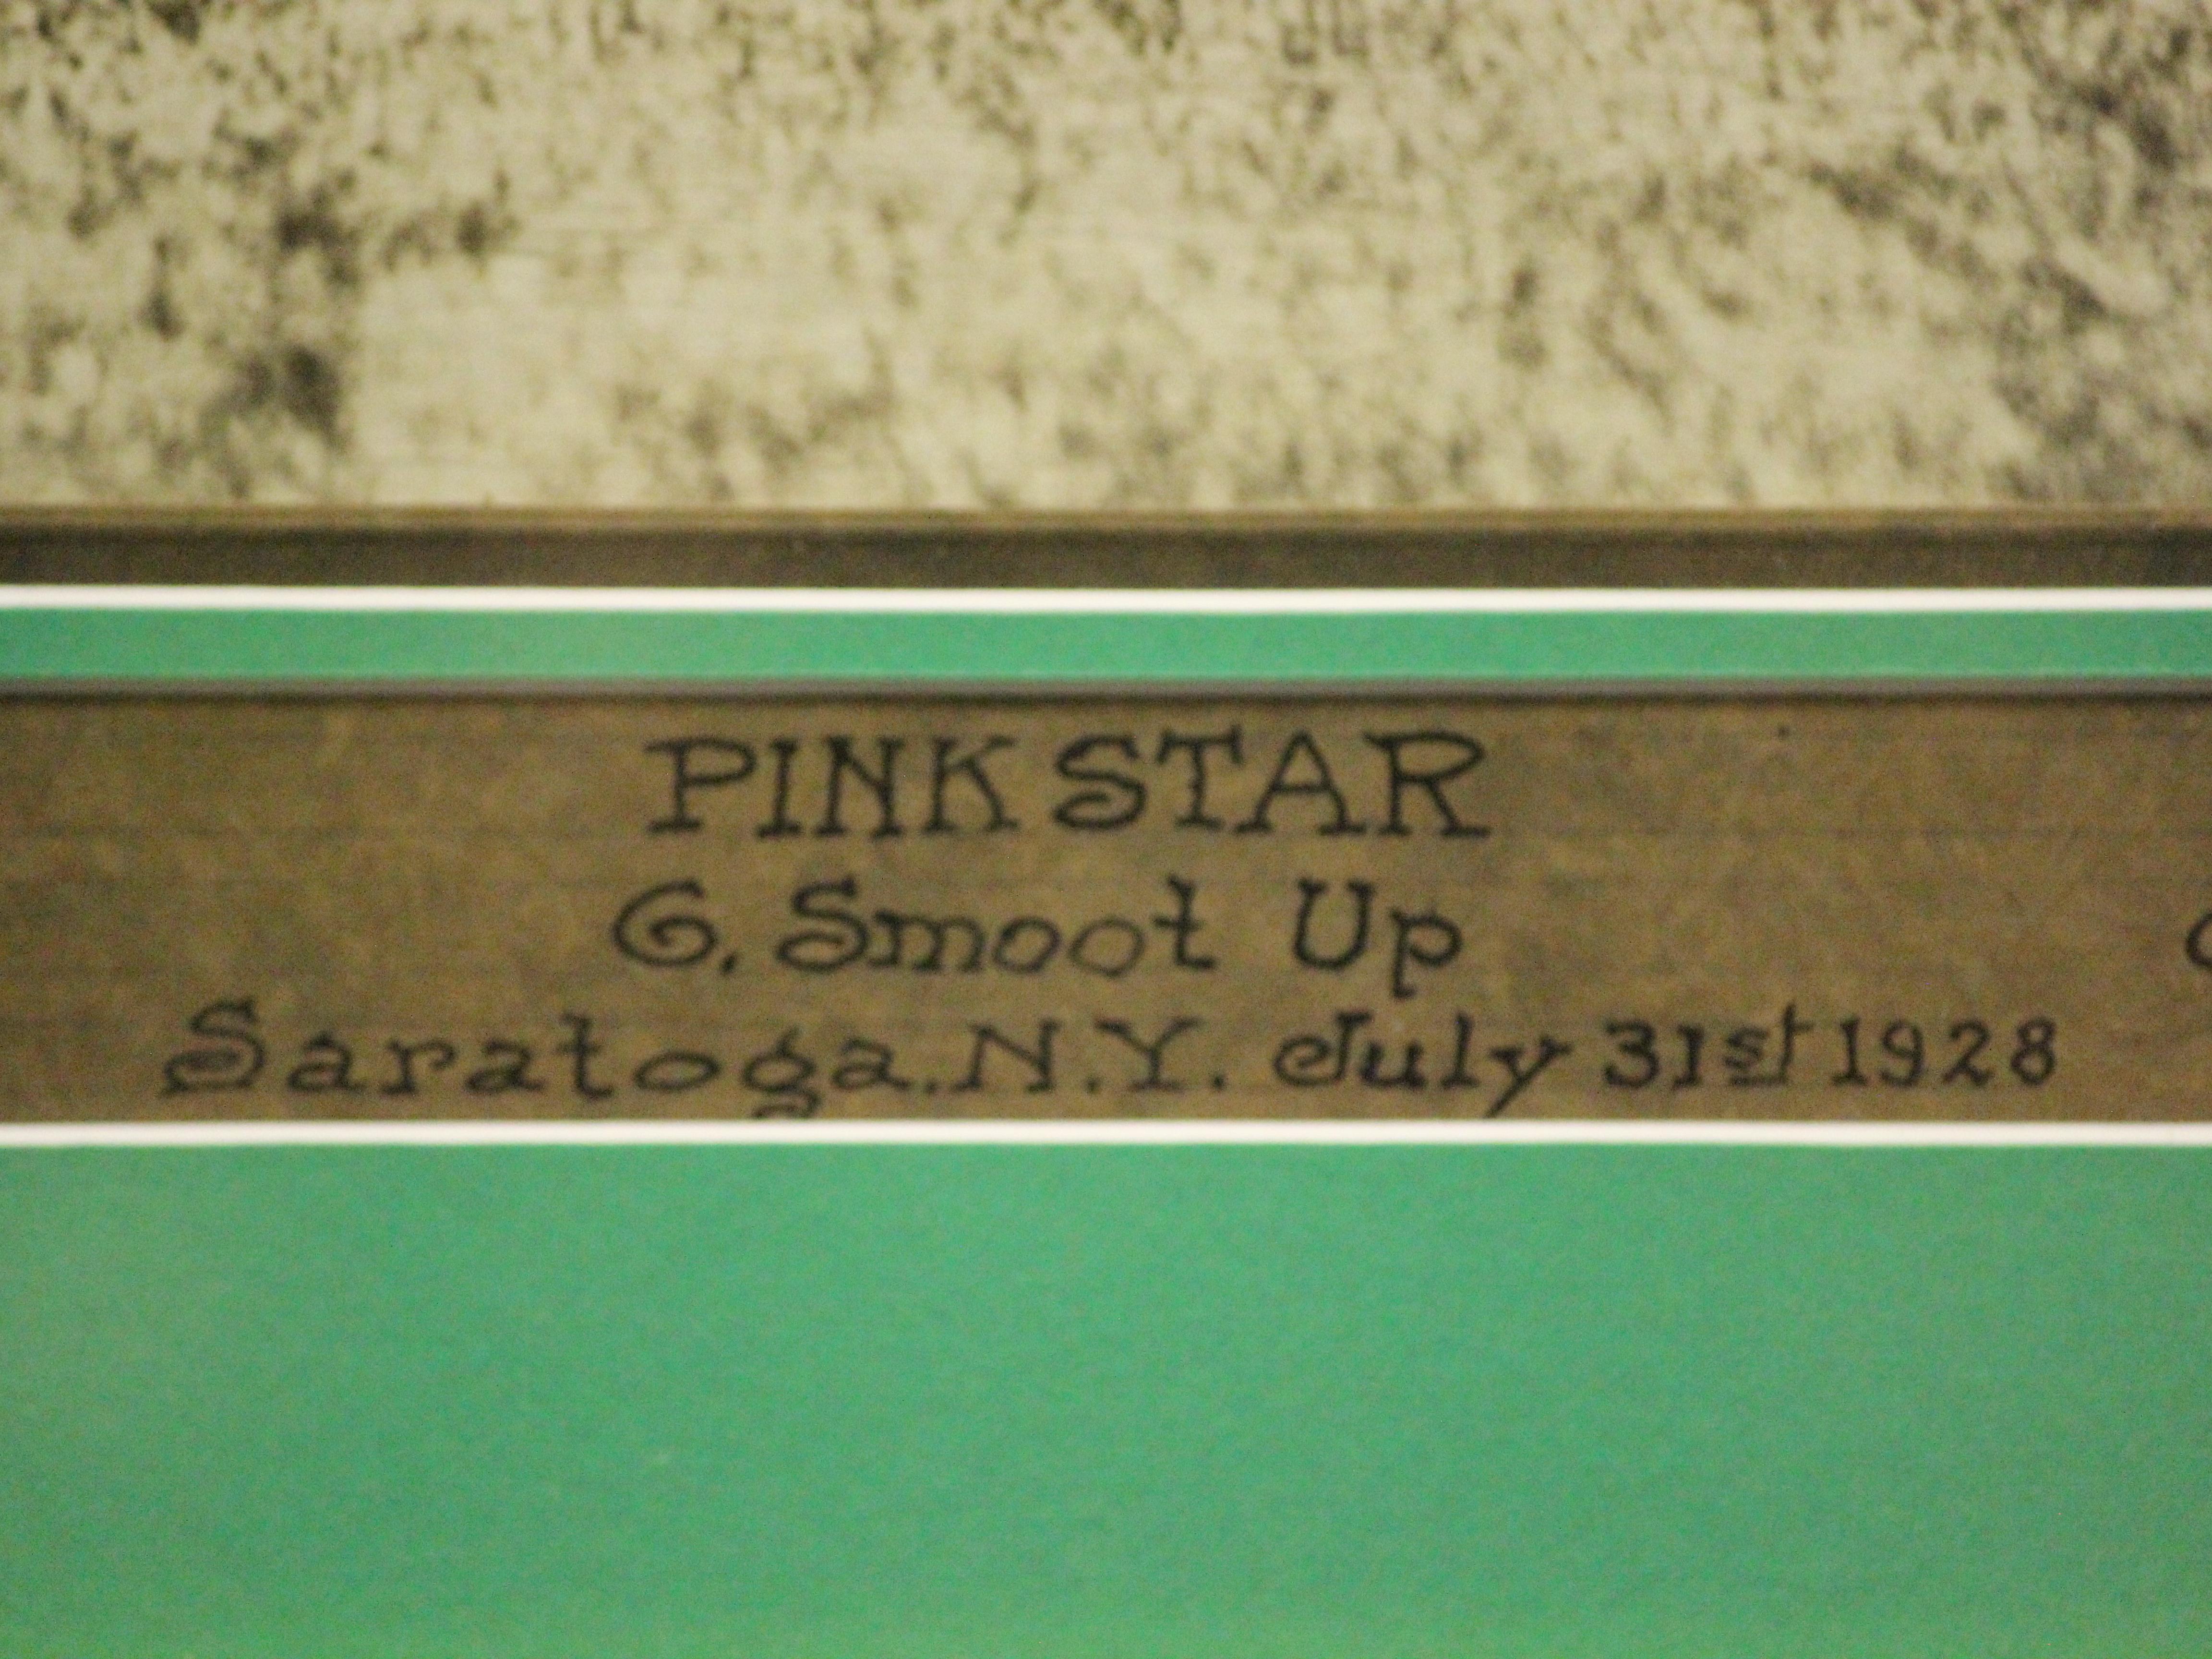 PINK STAR
G. Smoot Up
Saratoga.N.Y. July 31st 1928